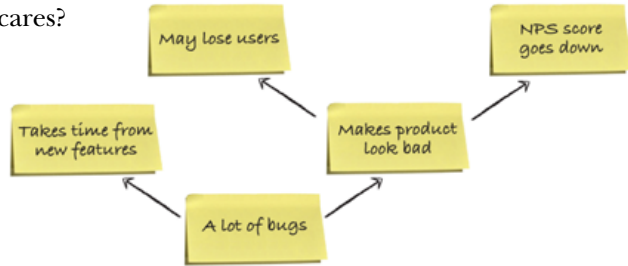 cares?
May lose users
NPS score
goes down
Takes time from
new features
Makes product
look bad
A lot of bugs